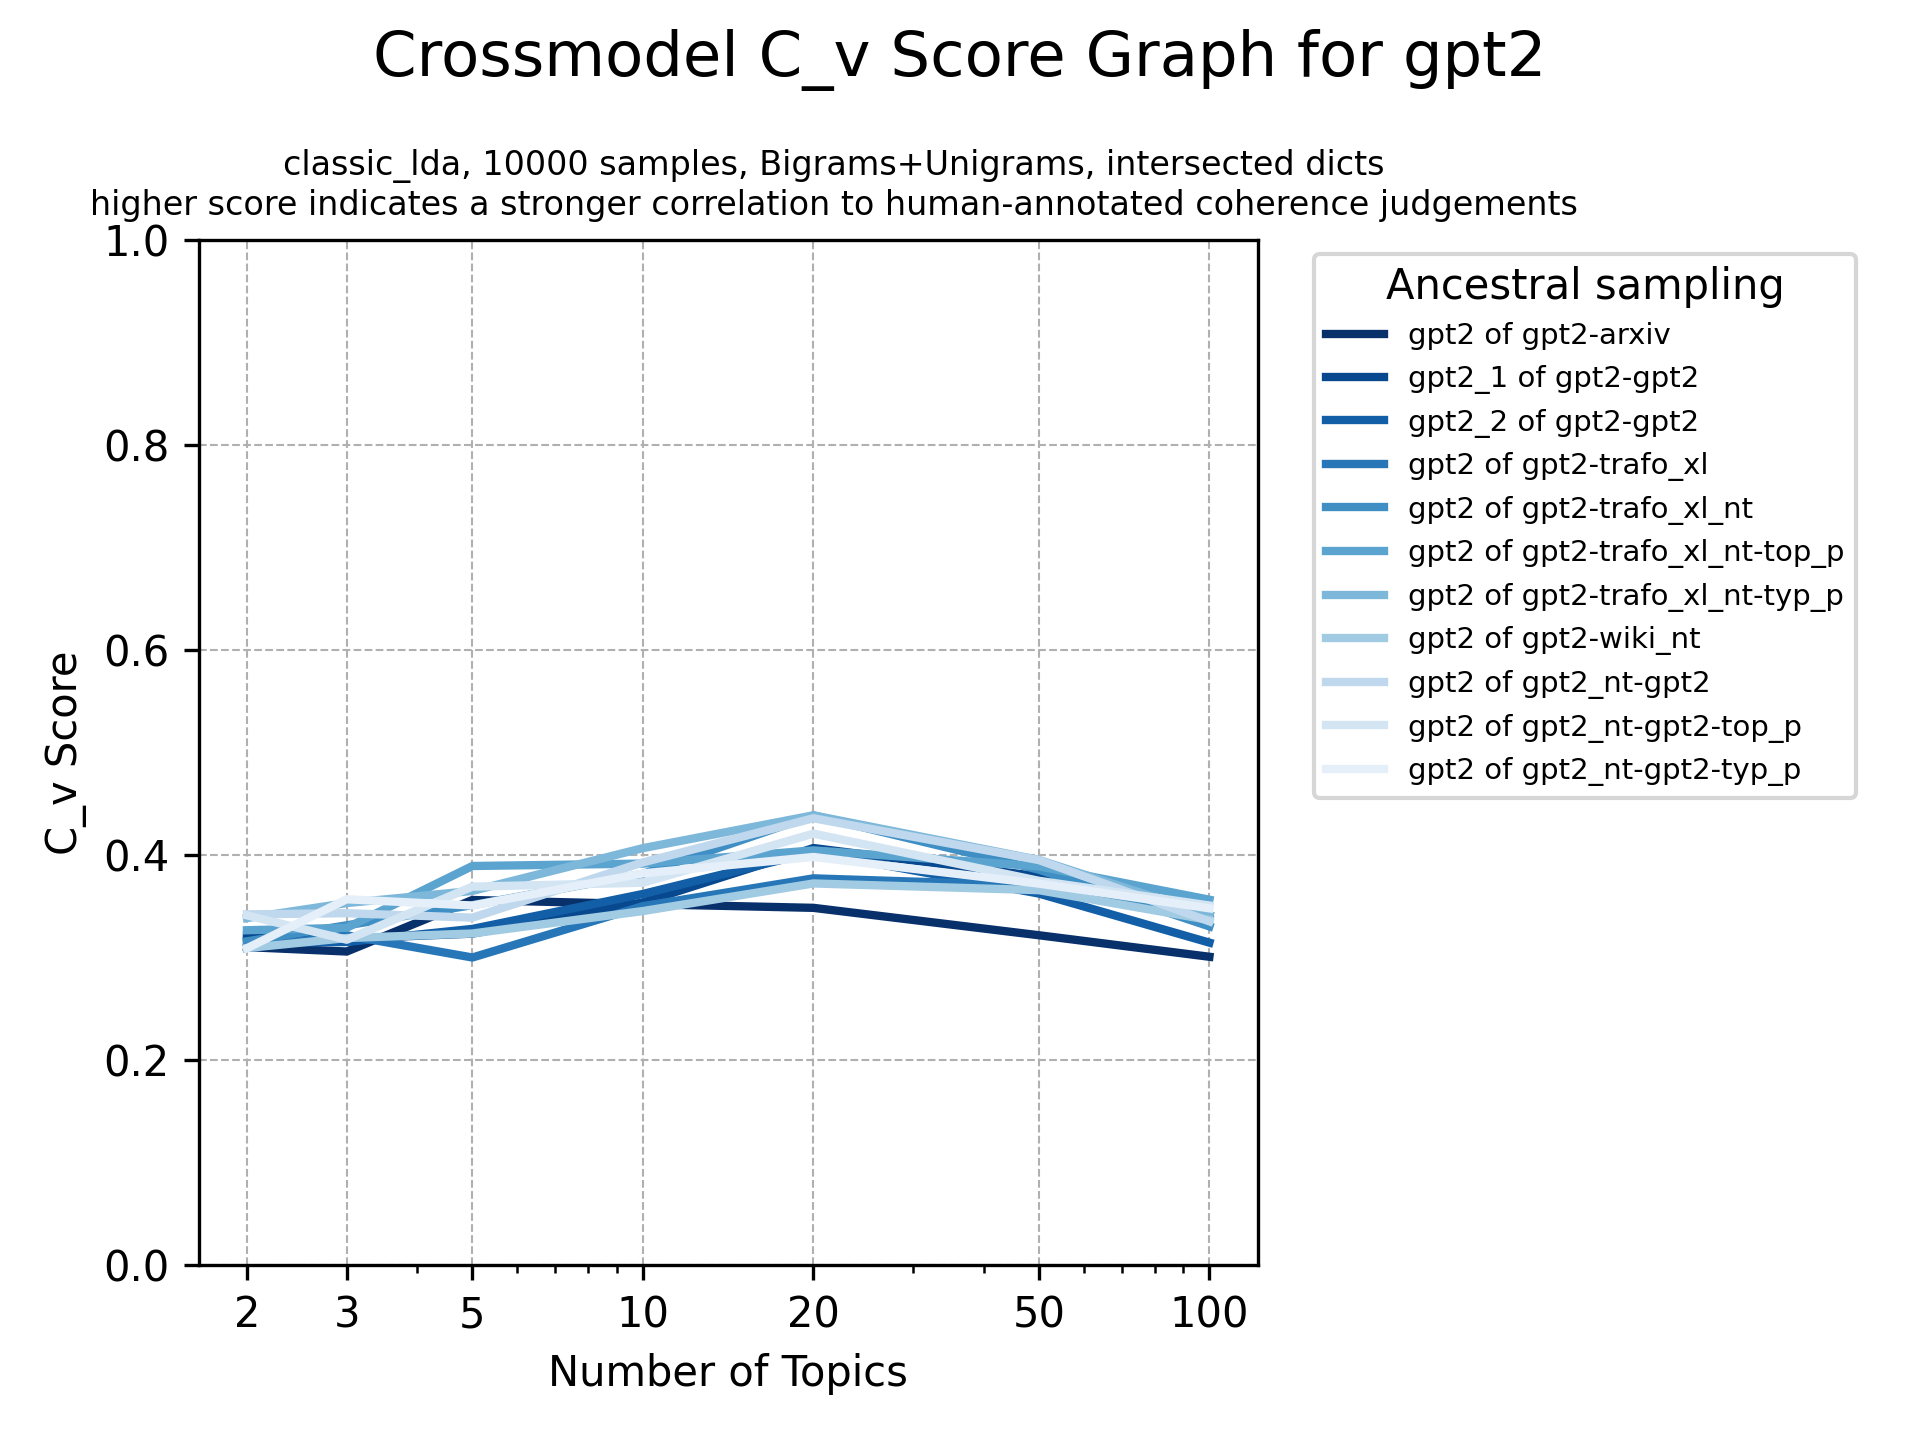 Crossmodel C_v Score Graph for gpt2
classic_lda, 10000 samples, Bigrams+Unigrams, intersected dicts
higher score indicates a stronger correlation to human-annotated coherence judgements
1.0
0.8
0.6
0.4
0.2
0.0
C_v Score
2 3 5 10 20 50 100
Number of Topics
Ancestral sampling
gpt2 of gpt2-arxiv
gpt2_1 of gpt2-gpt2
gpt2_2 of gpt2-gpt2
gpt2 of gpt2-trafo_xl
gpt2 of gpt2-trafo_xl_nt
gpt2 of gpt2-trafo_xl_nt-top_p
gpt2 of gpt2-trafo_xl_nt-typ_p
gpt2 of gpt2-wiki_nt
gpt2 of gpt2_nt-gpt2
gpt2 of gpt2_nt-gpt2-top_p
gpt2 of gpt2_nt-gpt2-typ_p